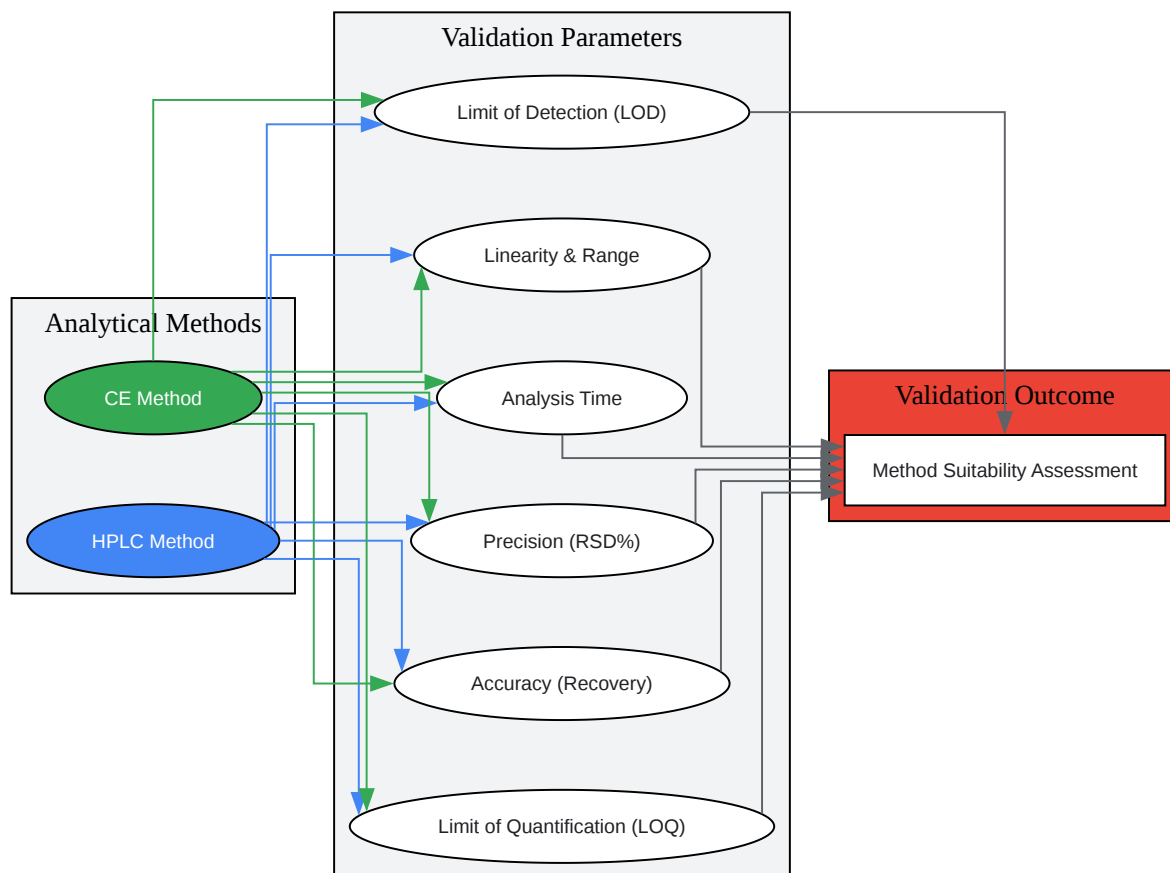 Validation Parameters
Limit of Detection (LOD)
Linearity & Range
Analytical Methods
CE Method
Analysis Time
Validation Outcome
Method Suitability Assessment
HPLC Method
Precision (RSD%)
Accuracy (Recovery)
Limit of Quantification (LOQ)